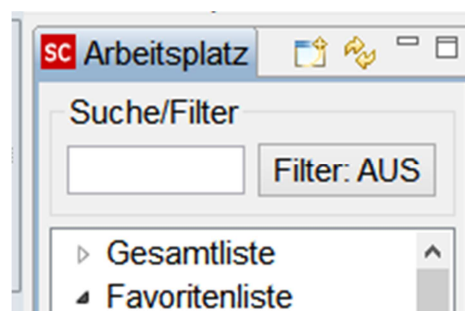 SC Arbeitsplatz
Suche/Filter
Filter: AUS
Gesamtliste
Favoritenliste